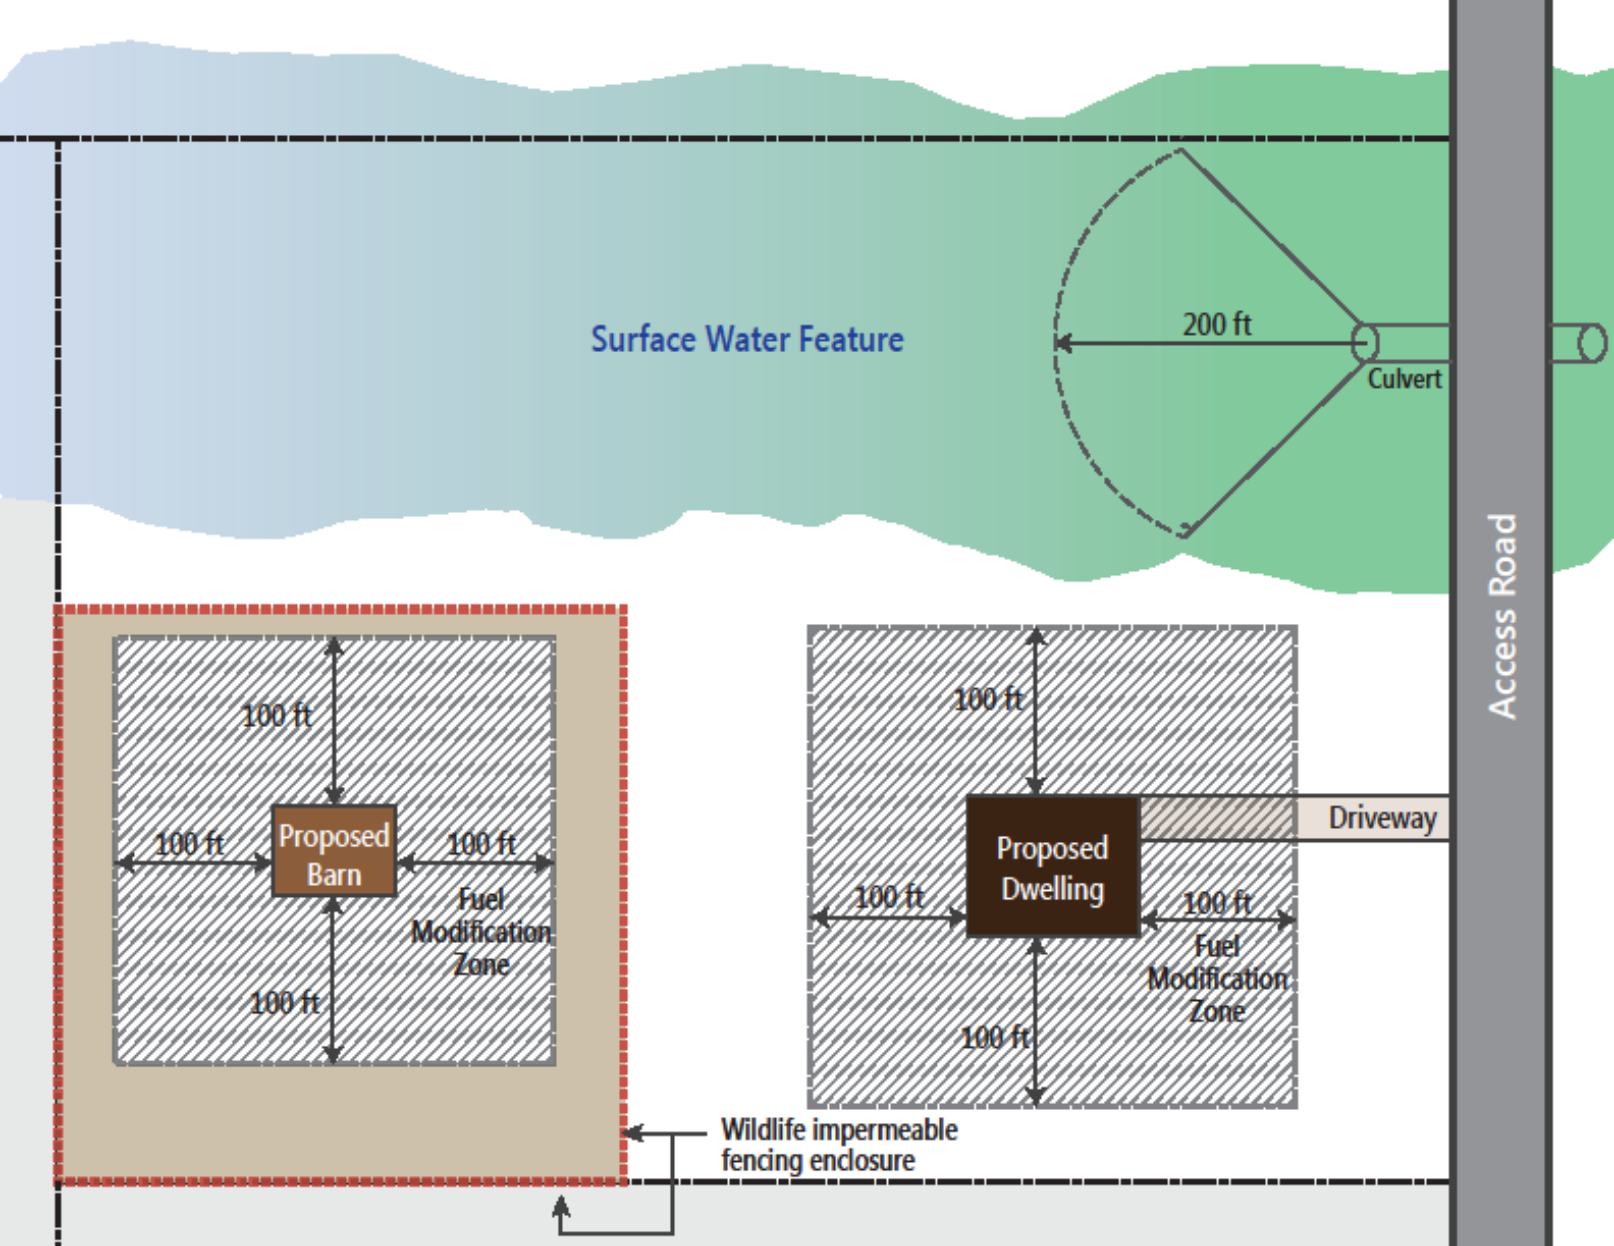 Surface Water Feature
200 ft
Culvert
Access Road
100 ft
100 ft
Proposed
Barn
100 ft
Fuel
Modification
Zone
100 ft
100 ft
Driveway
Proposed
Dwelling
100 ft
100 ft
Fuel
Modification
Zone
100 ft
Wildlife impermeable
fencing enclosure